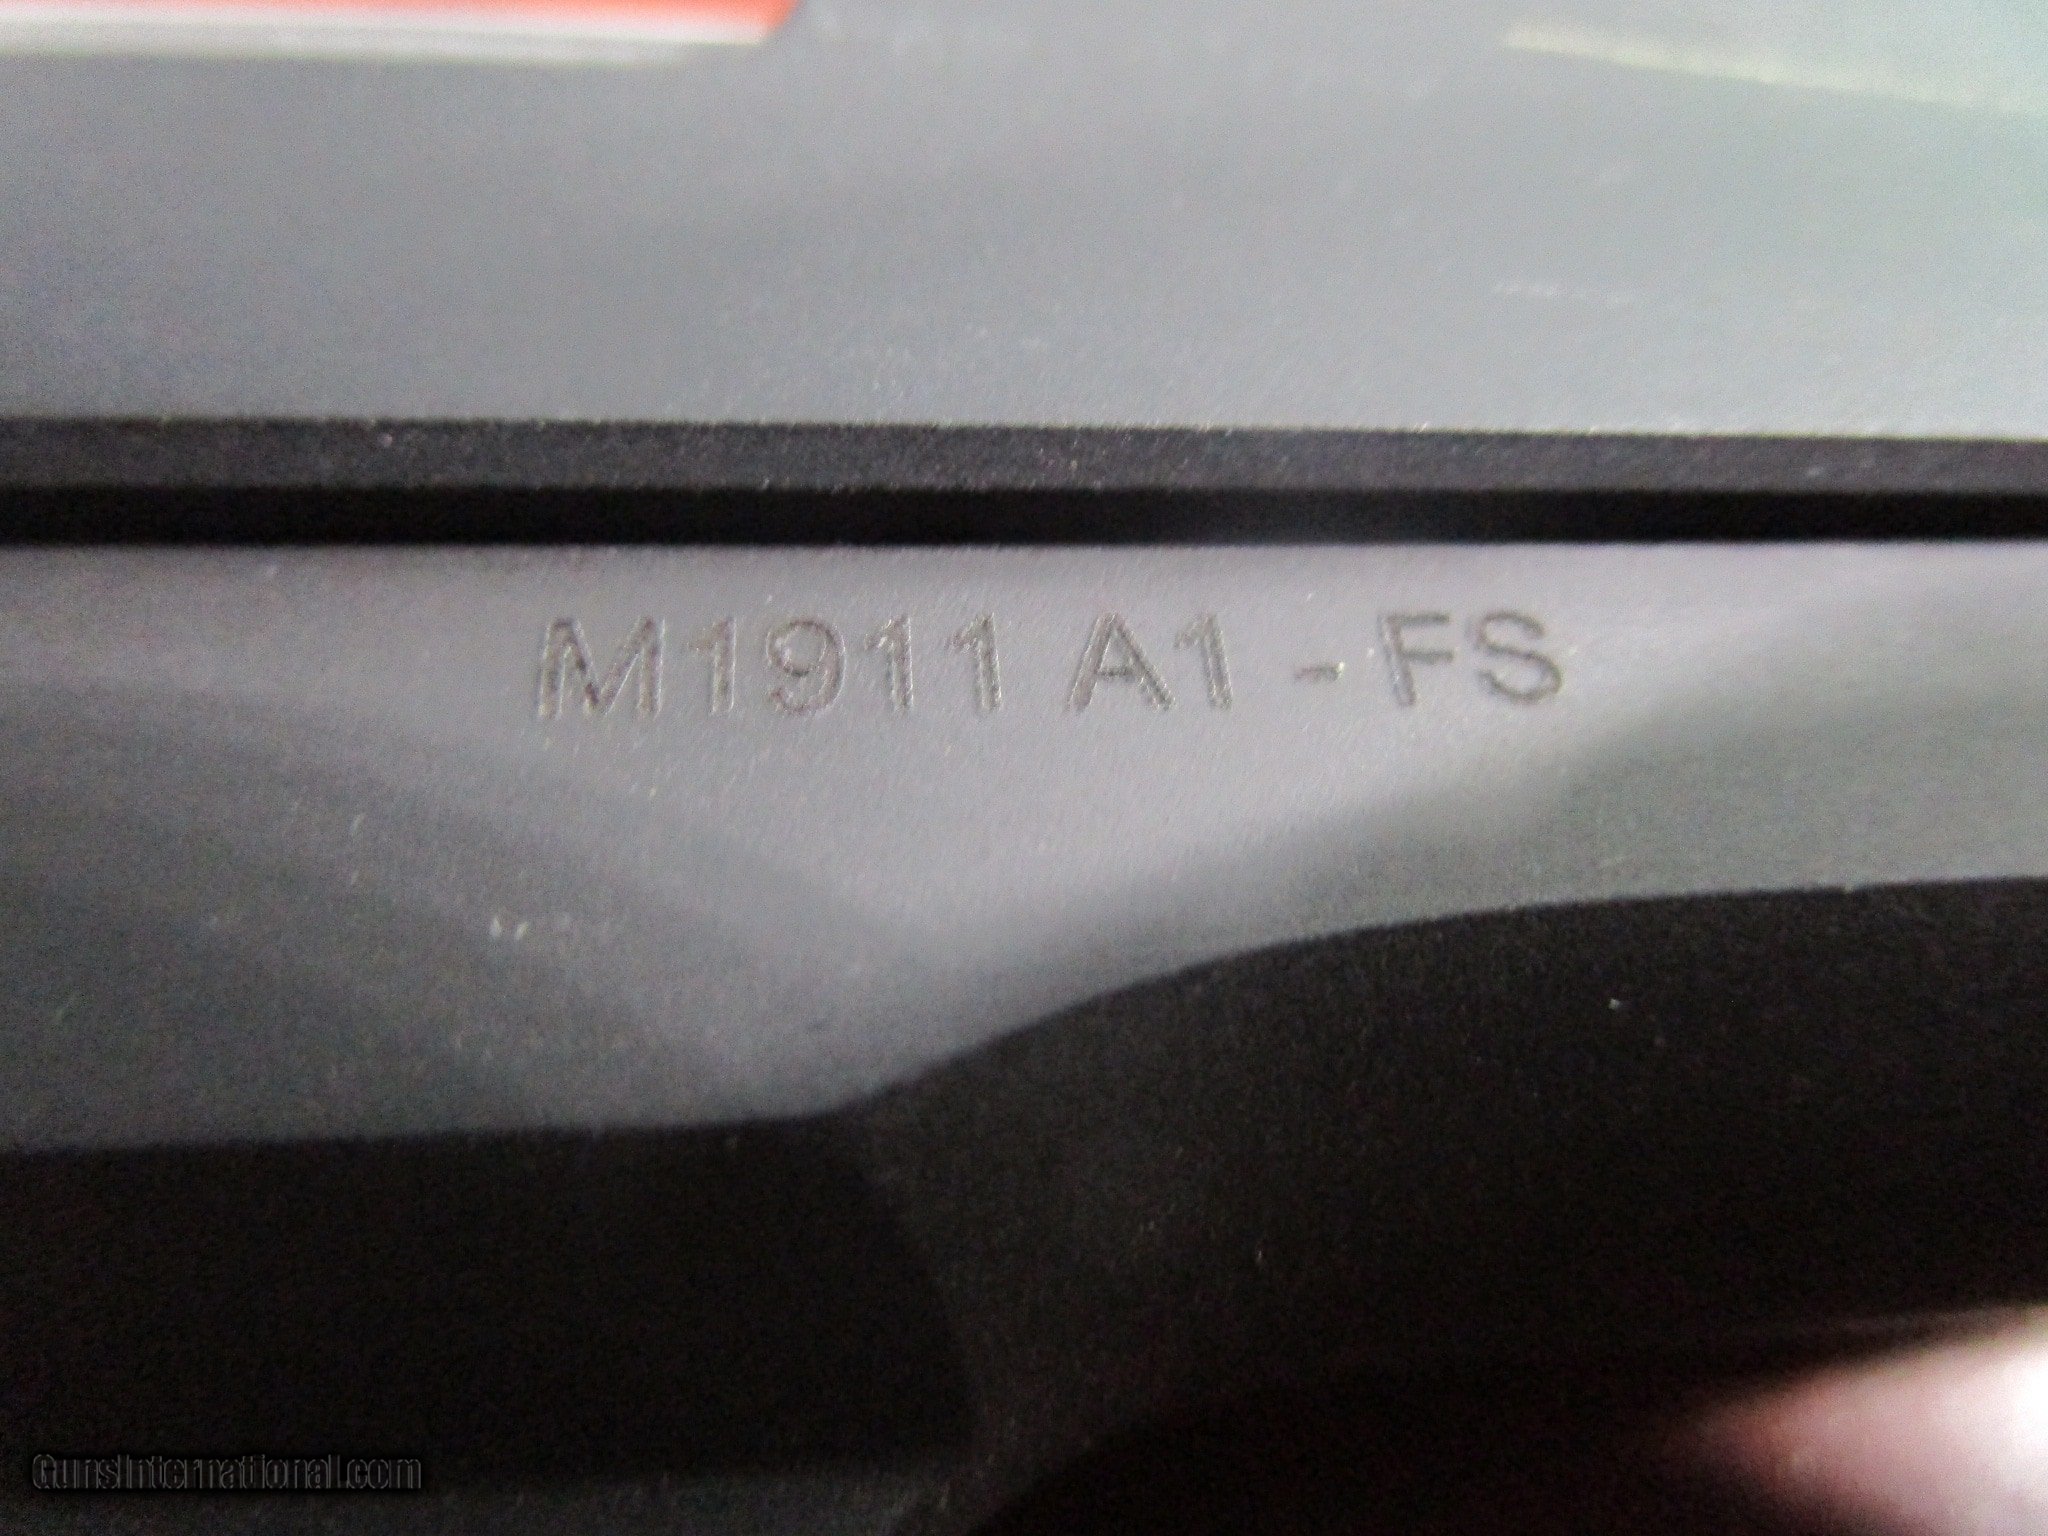 M1911 A1 - FS
GunsInternational.com